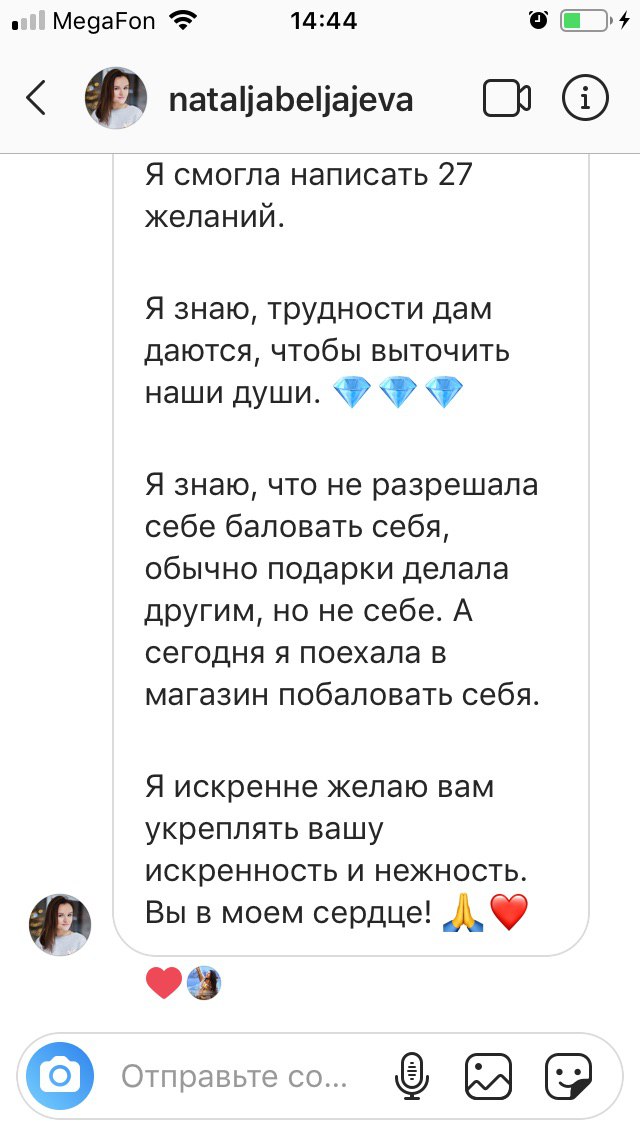 MegaFon 14:44
nataljabeljajeva
Я смогла написать 27
желаний.
Я знаю, трудности дам
даются, чтобы выточить
наши души. 💎💎💎
Я знаю, что не разрешала
себе баловать себя,
обычно подарки делала
другим, но не себе. А
сегодня я поехала в
магазин побаловать себя.
Я искренне желаю вам
укреплять вашу
искренность и нежность.
Вы в моем сердце! 🙏❤️
Отправьте со...